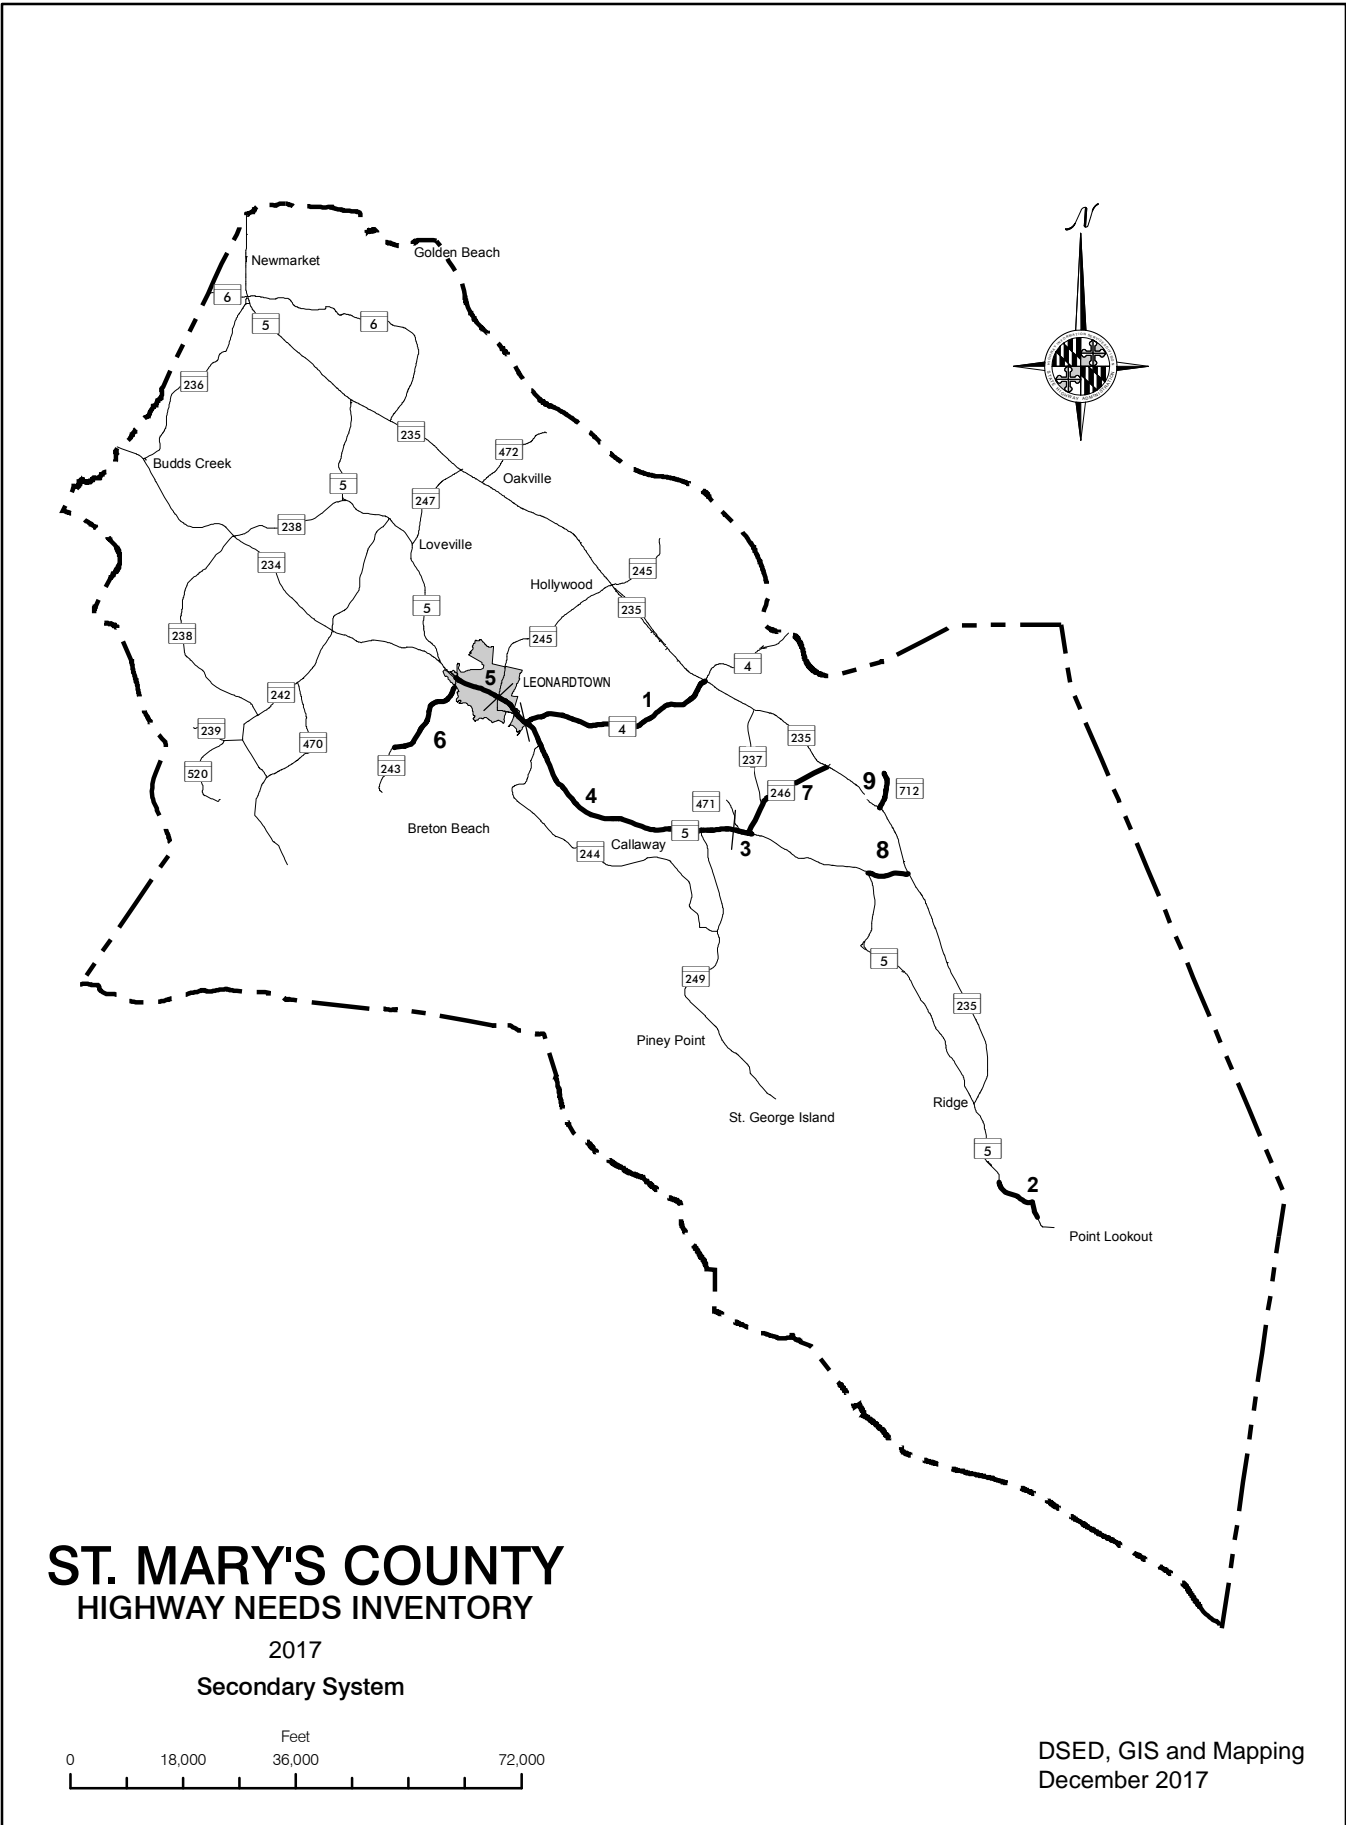 N
Golden Beach
Newmarket
6
5
6
236
235
472
Budds Creek
Oakville
5
247
238
Loveville
234
245
Hollywood
5
235
238
245
4
5
LEONARDTOWN
242
1
4
239
6
235
470
237
243
520
9
712
246
7
4
471
Breton Beach
5
Callaway
3
8
244
5
249
235
Piney Point
Ridge
St. George Island
5
2
Point Lookout
ST. MARY'S COUNTY
HIGHWAY NEEDS INVENTORY
2017
Secondary System
Feet
0 18,000 36,000 72,000
DSED, GIS and Mapping
December 2017